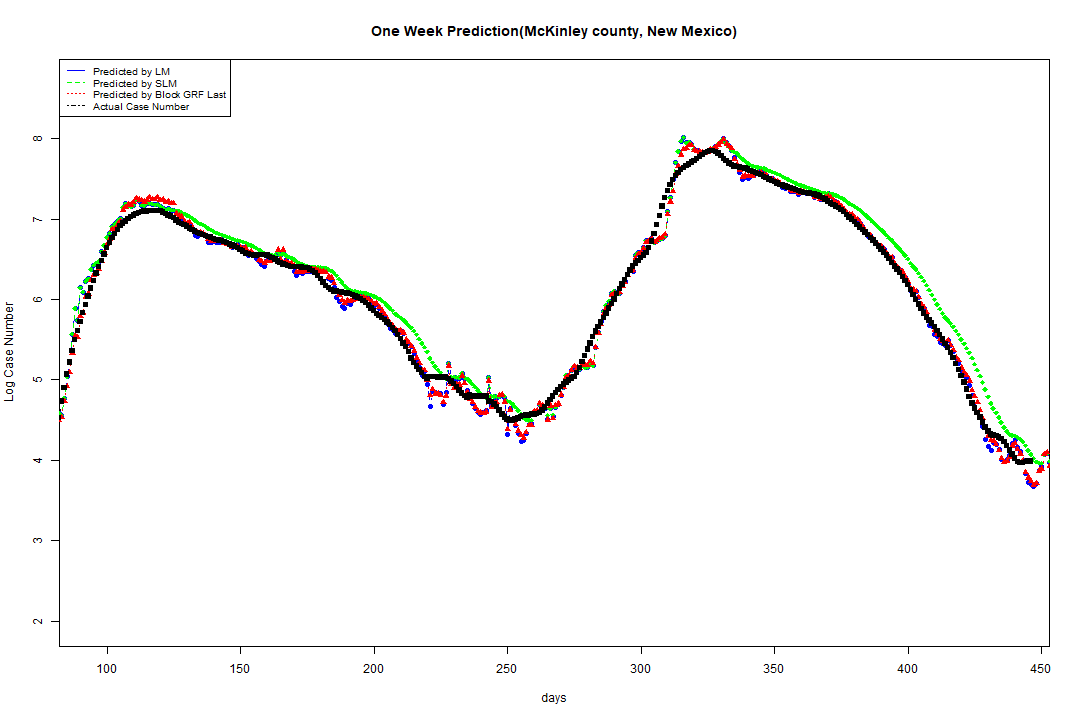 One Week Prediction(McKinley county, New Mexico)
Predicted by LM
Predicted by SLM
Predicted by Block GRF Last
Actual Case Number
8
7
6
5
4
3
2
Log Case Number
100 150 200 250 300 350 400 450
days